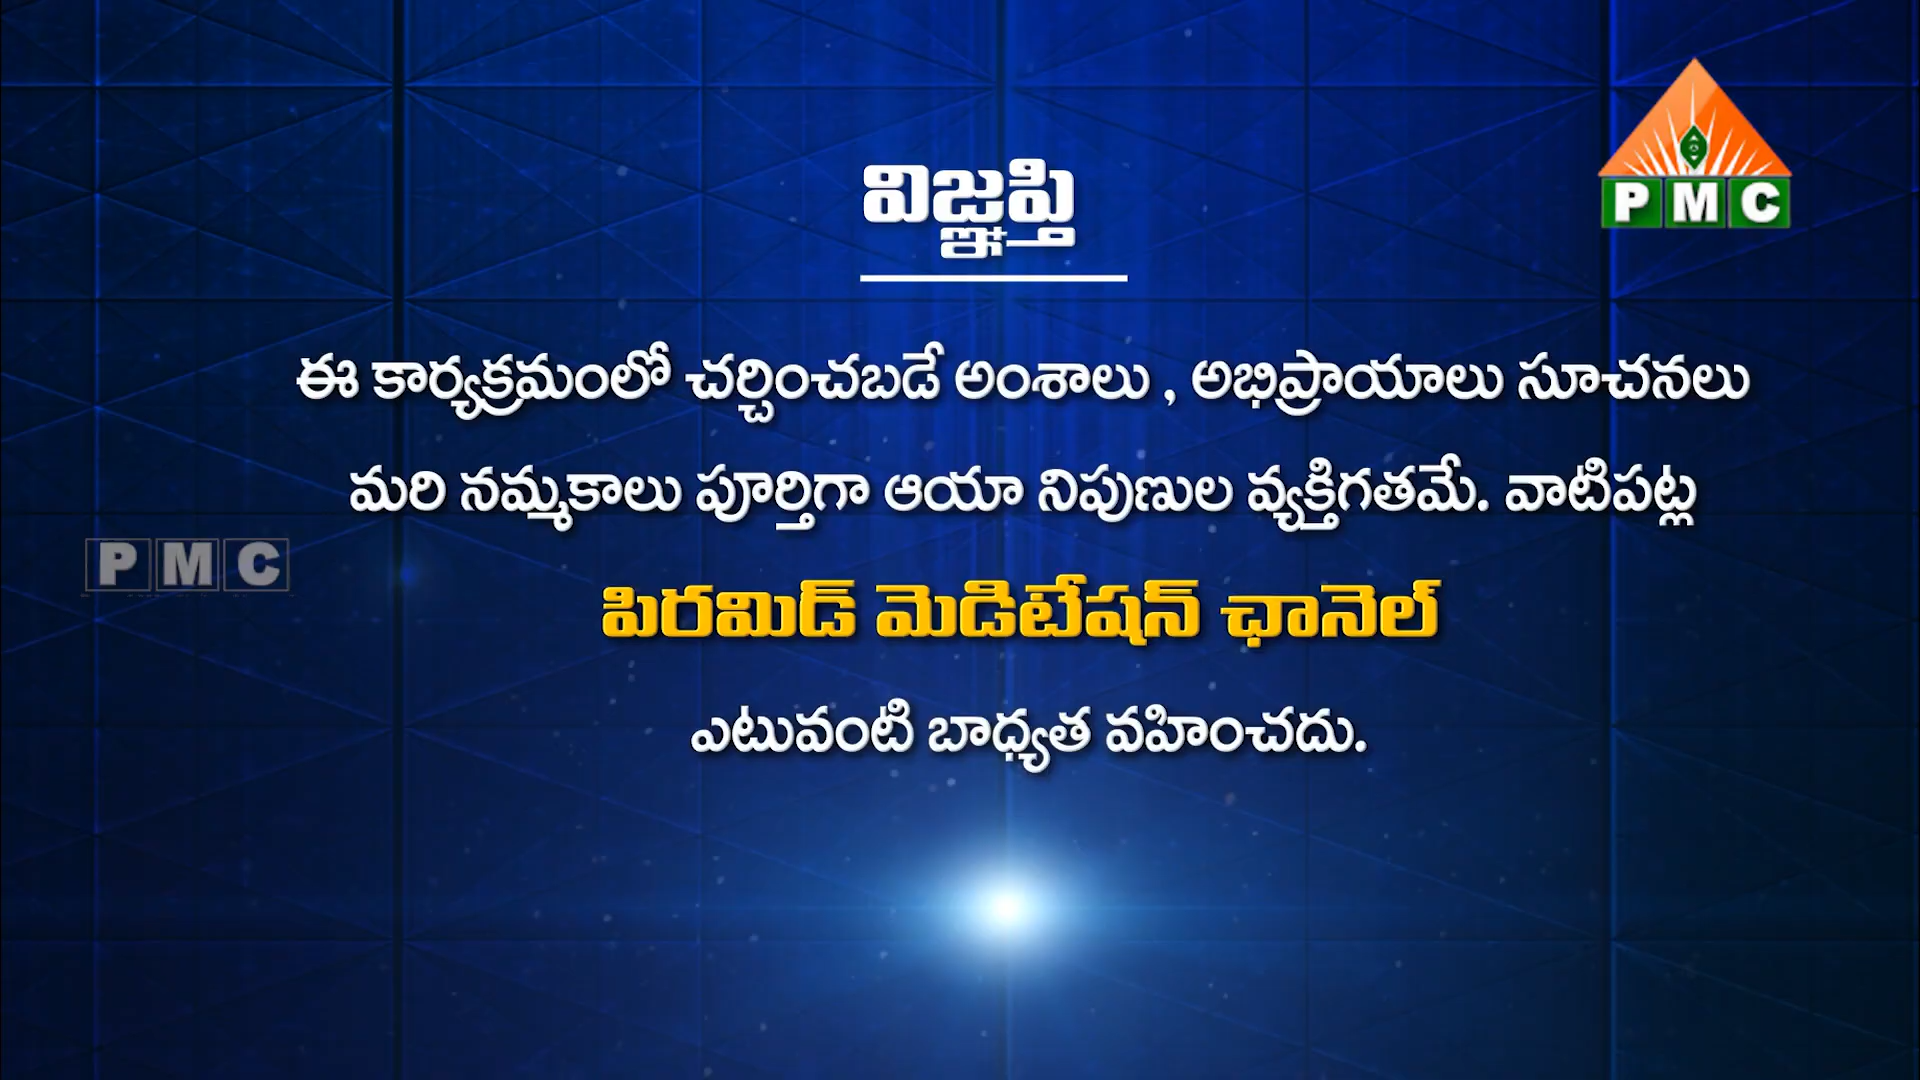 PMC
విజ్ఞప్తి
ఈ కార్యక్రమంలో చర్చించబడే అంశాలు , అభిప్రాయాలు సూచనలు
మరి నమ్మకాలు పూర్తిగా ఆయా నిపుణుల వ్యక్తిగతమే. వాటిపట్ల
PMC
పిరమిడ్ మెడిటేషన్ ఛానెల్
ఎటువంటి బాధ్యత వహించదు.